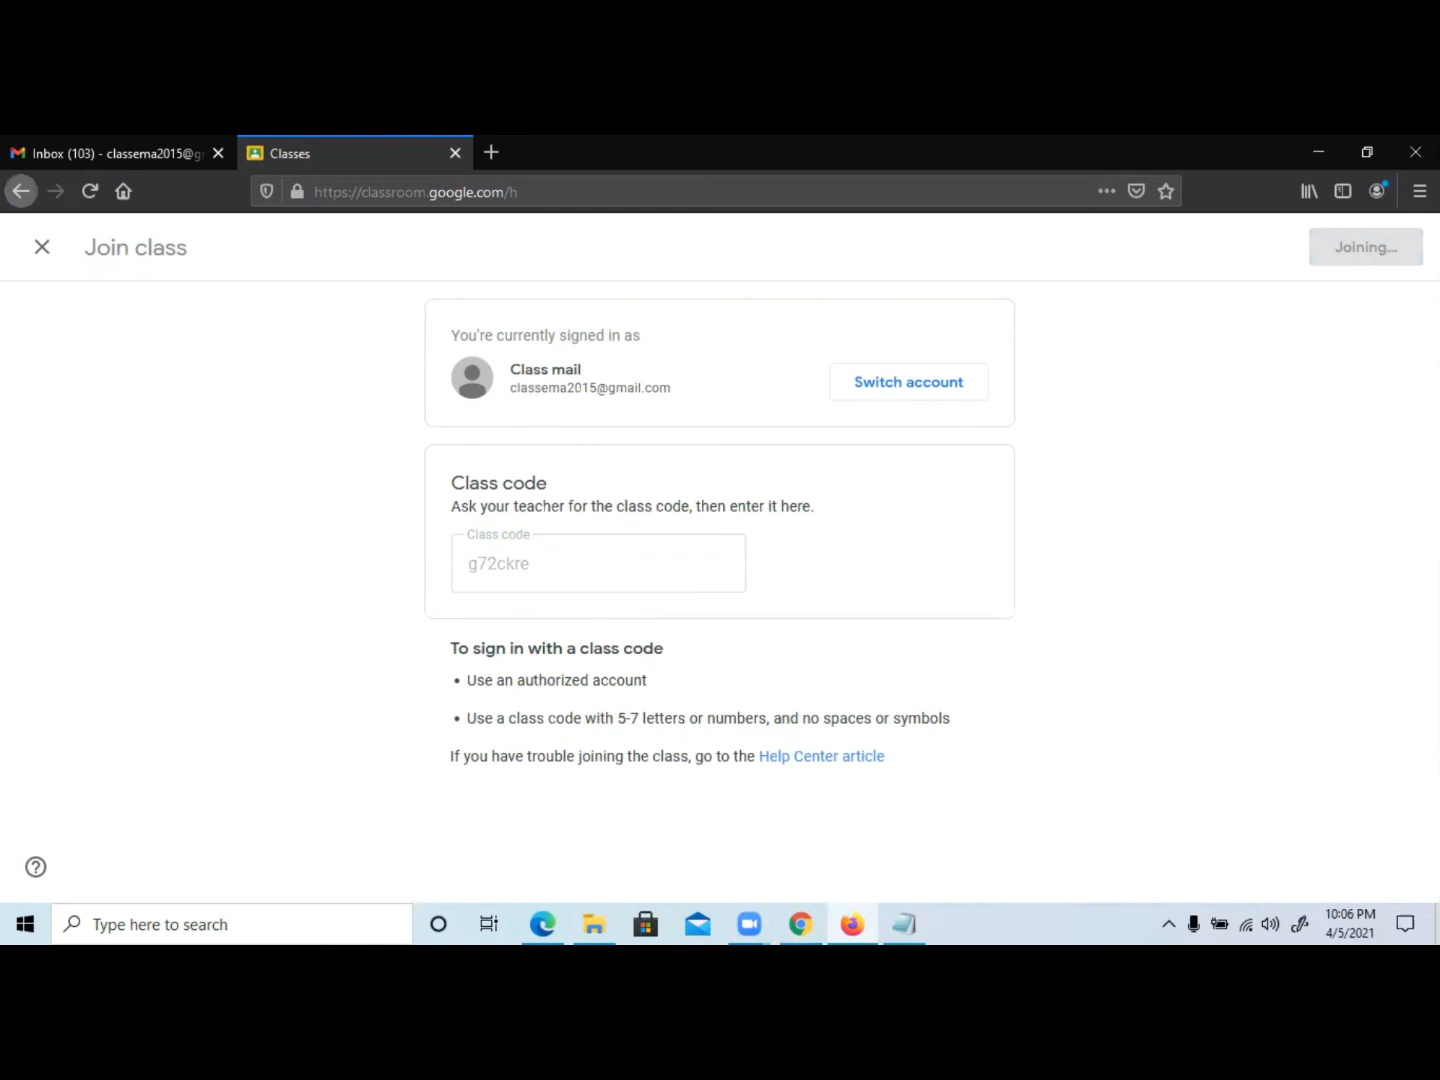 Inbox (103) - classema2015@g
Classes
https://classroom.google.com/h
Join class
Joining...
You're currently signed in as
Class mail
classema2015@gmail.com
Switch account
Class code
Ask your teacher for the class code, then enter it here.
Class code
g72ckre
To sign in with a class code
• Use an authorized account
• Use a class code with 5-7 letters or numbers, and no spaces or symbols
If you have trouble joining the class, go to the Help Center article
Type here to search
10:06 PM
4/5/2021